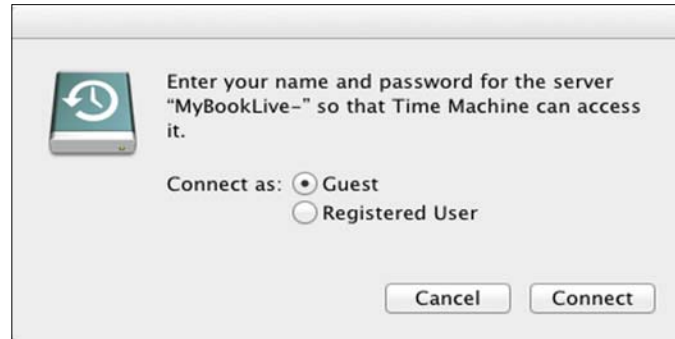 Enter your name and password for the server
“MyBookLive-” so that Time Machine can access
it.
Connect as: Guest
Registered User
Cancel Connect